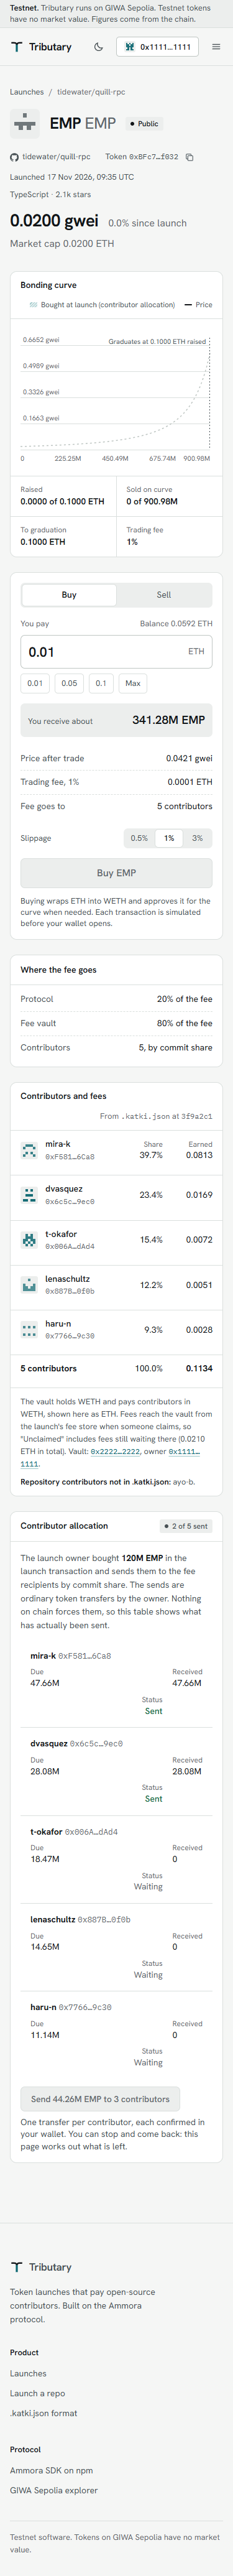 Testnet. Tributary runs on GIWA Sepolia. Testnet tokens
have no market value. Figures come from the chain.
Tributary
0x1111…1111
Launches / tidewater/quill-rpc
EMP EMP
Public
tidewater/quill-rpc
Token 0xBFc7…f032
Launched 17 Nov 2026, 09:35 UTC
TypeScript · 2.1k stars
0.0200 gwei 0.0% since launch
Market cap 0.0200 ETH
Bonding curve
Bought at launch (contributor allocation)
Price
0.6652 gwei
Graduates at 0.1000 ETH raised
0.4989 gwei
0.3326 gwei
0.1663 gwei
0 225.25M 450.49M 675.74M 900.98M
Raised
0.0000 of 0.1000 ETH
Sold on curve
0 of 900.98M
To graduation
0.1000 ETH
Trading fee
1%
Buy
Sell
You pay
Balance 0.0592 ETH
0.01
ETH
0.01 0.05 0.1 Max
You receive about
341.28M EMP
Price after trade
0.0421 gwei
Trading fee, 1%
0.0001 ETH
Fee goes to
5 contributors
Slippage
0.5% 1% 3%
Buy EMP
Buying wraps ETH into WETH and approves it for the
curve when needed. Each transaction is simulated
before your wallet opens.
Where the fee goes
Protocol
20% of the fee
Fee vault
80% of the fee
Contributors
5, by commit share
Contributors and fees
From .katki.json at 3f9a2c1
mira-k
0xF581…6Ca8
Share
39.7%
Earned
0.0813
dvasquez
0x6c5c…9ec0
23.4%
0.0169
t-okafor
0x006A…dAd4
15.4%
0.0072
lenaschultz
0x887B…0f0b
12.2%
0.0051
haru-n
0x7766…9c30
9.3%
0.0028
5 contributors
100.0%
0.1134
The vault holds WETH and pays contributors in
WETH, shown here as ETH. Fees reach the vault from
the launch's fee store when someone claims, so
"Unclaimed" includes fees still waiting there (0.0210
ETH in total). Vault: 0x2222…2222, owner 0x1111…
1111.
Repository contributors not in .katki.json: ayo-b.
Contributor allocation
2 of 5 sent
The launch owner bought 120M EMP in the
launch transaction and sends them to the fee
recipients by commit share. The sends are
ordinary token transfers by the owner. Nothing
on chain forces them, so this table shows what
has actually been sent.
mira-k 0xF581…6Ca8
Due
47.66M
Received
47.66M
Status
Sent
dvasquez 0x6c5c…9ec0
Due
28.08M
Received
28.08M
Status
Sent
t-okafor 0x006A…dAd4
Due
18.47M
Received
0
Status
Waiting
lenaschultz 0x887B…0f0b
Due
14.65M
Received
0
Status
Waiting
haru-n 0x7766…9c30
Due
11.14M
Received
0
Status
Waiting
Send 44.26M EMP to 3 contributors
One transfer per contributor, each confirmed in
your wallet. You can stop and come back: this
page works out what is left.
Tributary
Token launches that pay open-source
contributors. Built on the Ammora
protocol.
Product
Launches
Launch a repo
.katki.json format
Protocol
Ammora SDK on npm
GIWA Sepolia explorer
Testnet software. Tokens on GIWA Sepolia have no market
value.